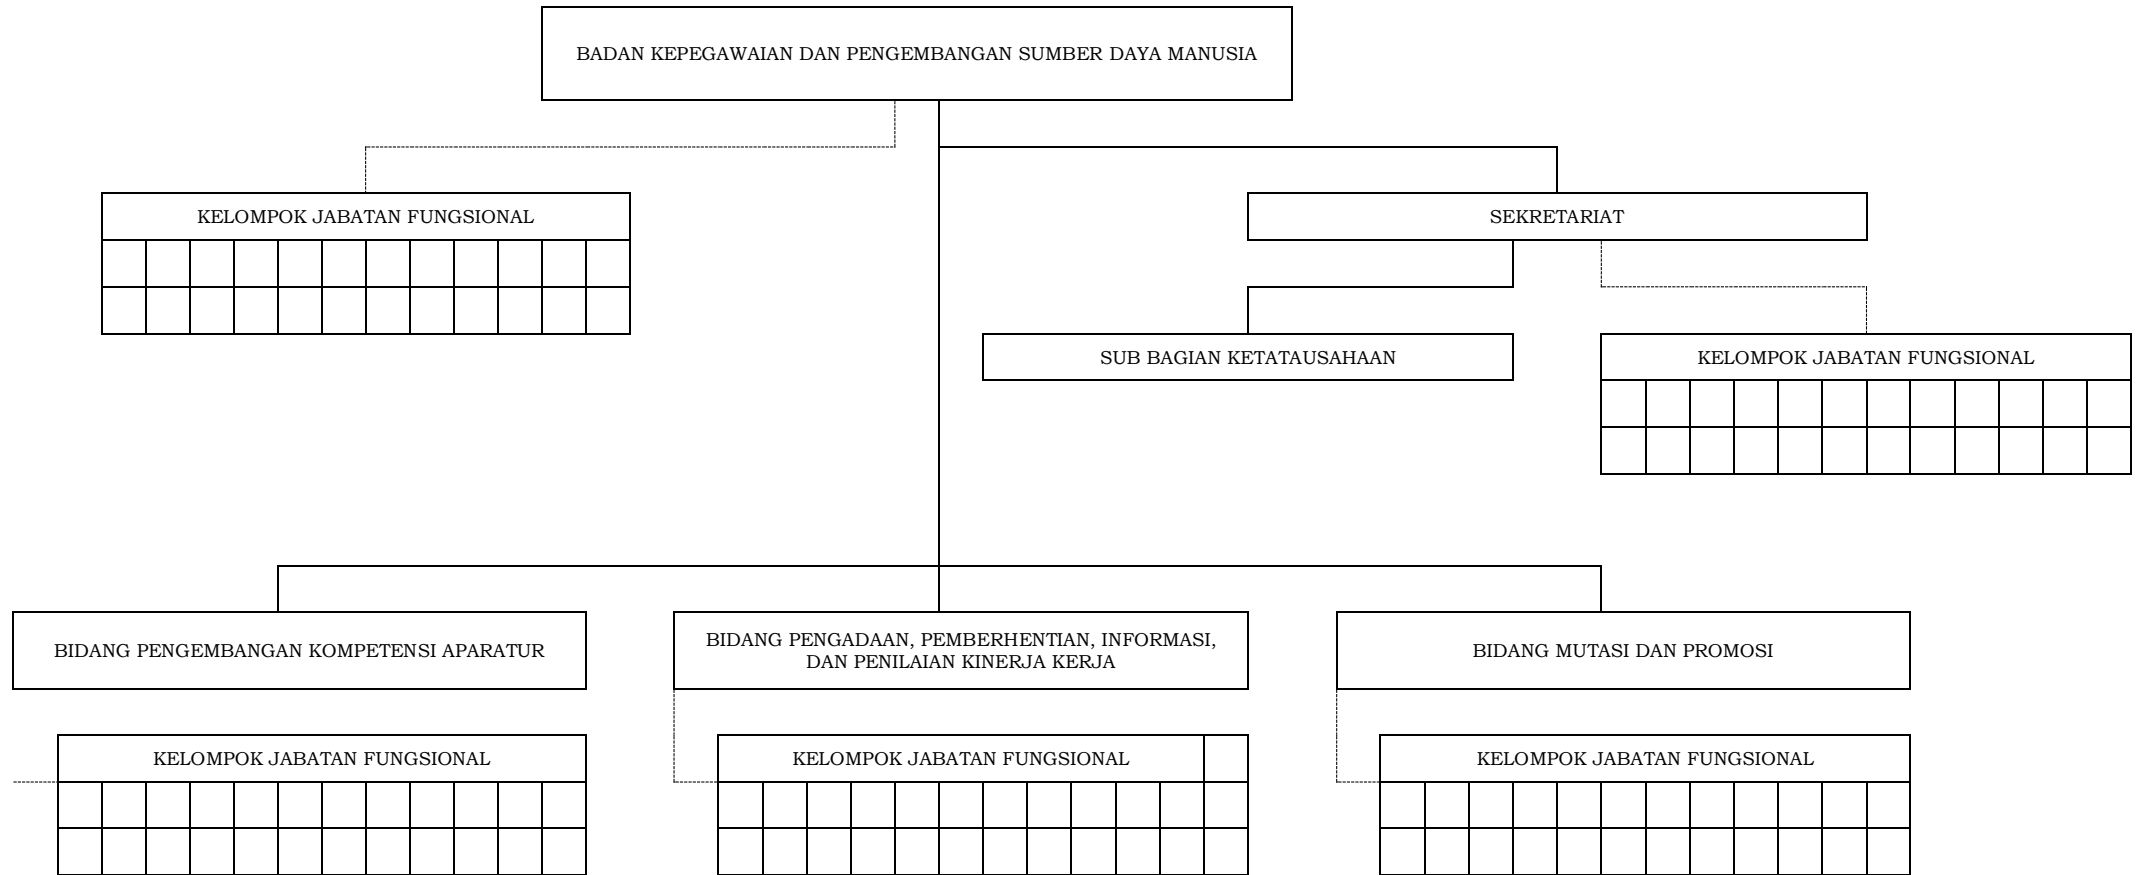 BADAN KEPEGAWAIAN DAN PENGEMBANGAN SUMBER DAYA MANUSIA
KELOMPOK JABATAN FUNGSIONAL
SEKRETARIAT
SUB BAGIAN KETATAUSAHAAN
KELOMPOK JABATAN FUNGSIONAL
BIDANG PENGEMBANGAN KOMPETENSI APARATUR
BIDANG PENGADAAN, PEMBERHENTIAN, INFORMASI,
DAN PENILAIAN KINERJA KERJA
BIDANG MUTASI DAN PROMOSI
KELOMPOK JABATAN FUNGSIONAL
KELOMPOK JABATAN FUNGSIONAL
KELOMPOK JABATAN FUNGSIONAL